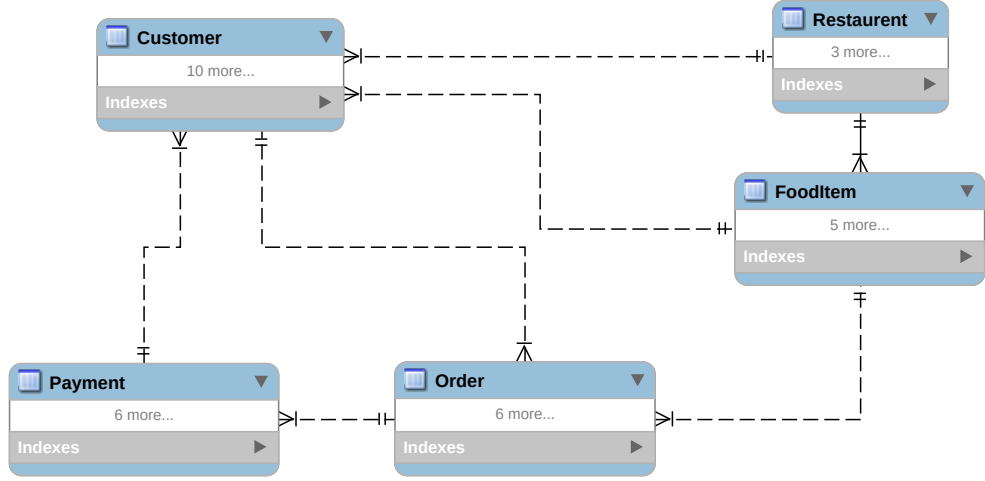 Customer
10 more...
Indexes
Restaurent
3 more...
Indexes
FoodItem
5 more...
Indexes
Payment
6 more...
Indexes
Order
6 more...
Indexes